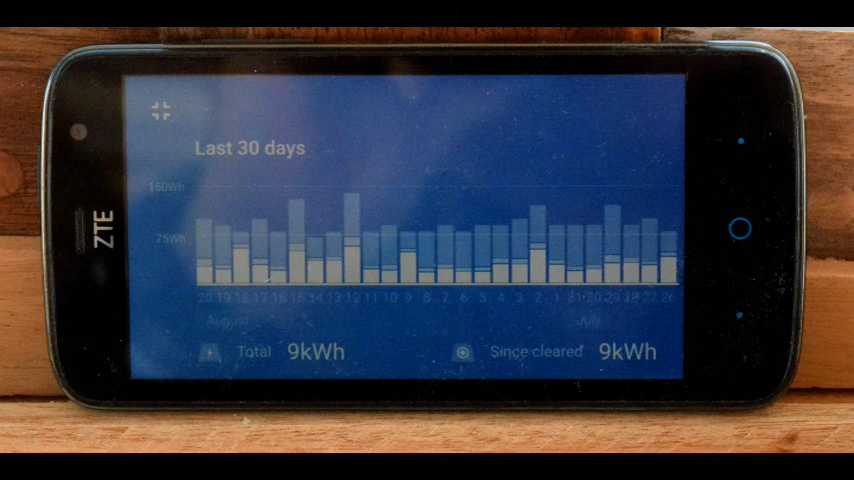 Last 30 days
150Wh
75Wh
20 19 18 17 16 15 14 13 12 11 10 9 8 7 6 5 4 3 2 1 31 30 29 28 27 26
August July
Total 9kWh Since cleared 9kWh
ZTE